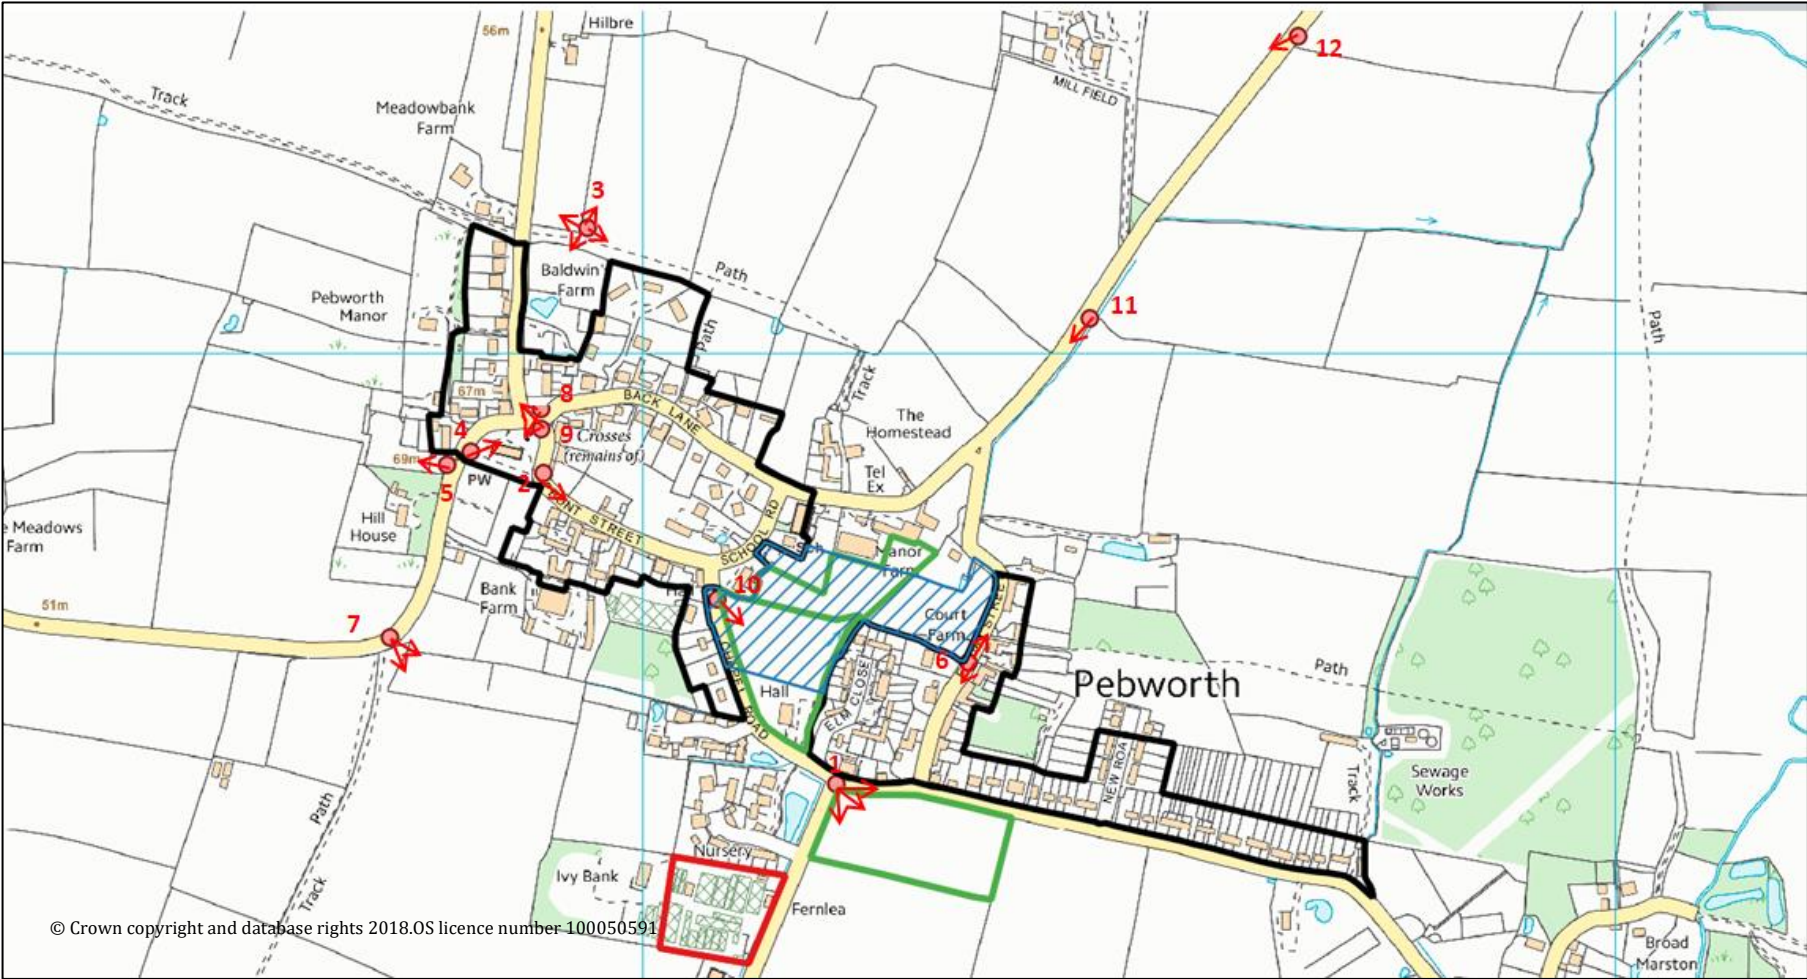 Hilbre
56m
12
Track
MILL FIELD
Meadowbank
Farm
3
Path
Baldwin
Farm
Pebworth
Manor
11
Path
Path
67m
8
BACK LANE
Track
The
Homestead
4
9
Crosses
(remains of)
69m
5
PW
2
Tel
Ex
Hill
House
e Meadows
Farm
STREET
SCHOOL RD
Sch
Manor
Farm
51m
Bank
Farm
Ha
10
7
Court
Farm
STREE
6
Path
Pebworth
Hall
ELM CLOSE
ROAD
1
NEW ROA
Track
Sewage
Works
Path
Nursery
Ivy Bank
Track
Fernlea
© Crown copyright and database rights 2018.OS licence number 100050591
Broad
Marston